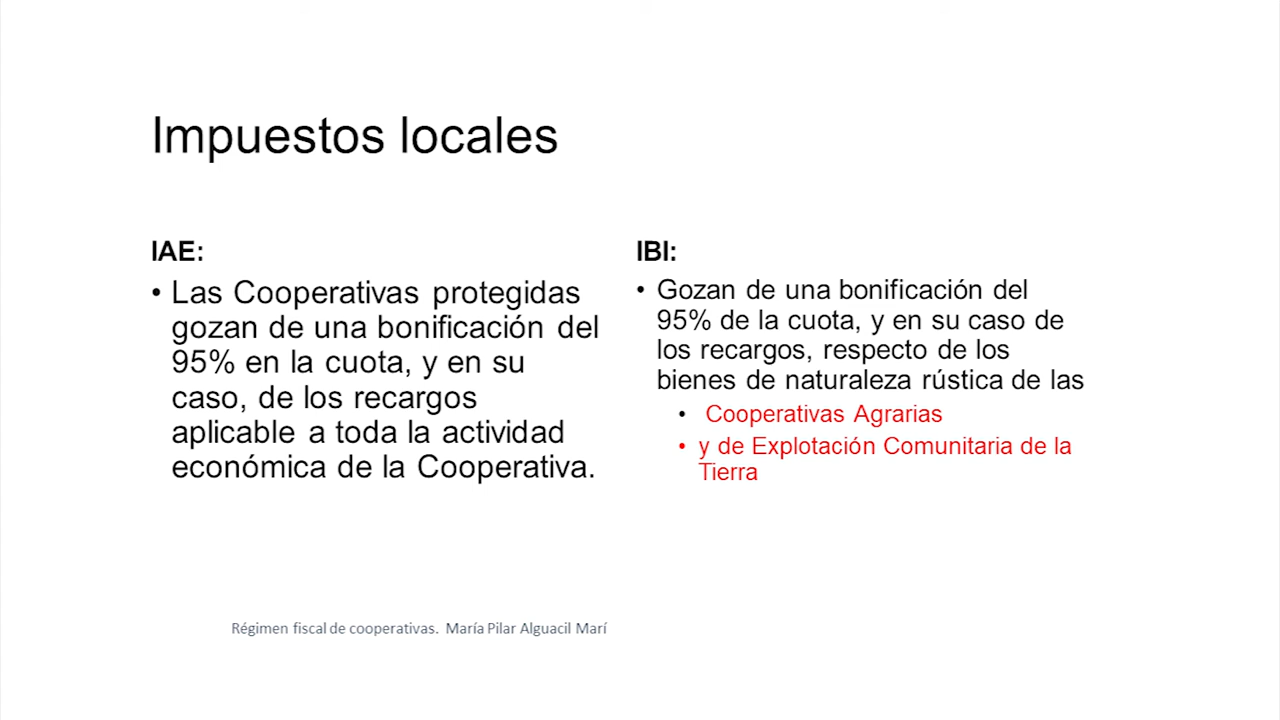 Impuestos locales
IAE:
• Las Cooperativas protegidas
gozan de una bonificación del
95% en la cuota, y en su
caso, de los recargos
aplicable a toda la actividad
económica de la Cooperativa.
IBI:
• Gozan de una bonificación del
95% de la cuota, y en su caso de
los recargos, respecto de los
bienes de naturaleza rústica de las
• Cooperativas Agrarias
• y de Explotación Comunitaria de la
Tierra
Régimen fiscal de cooperativas. María Pilar Alguacil Marí